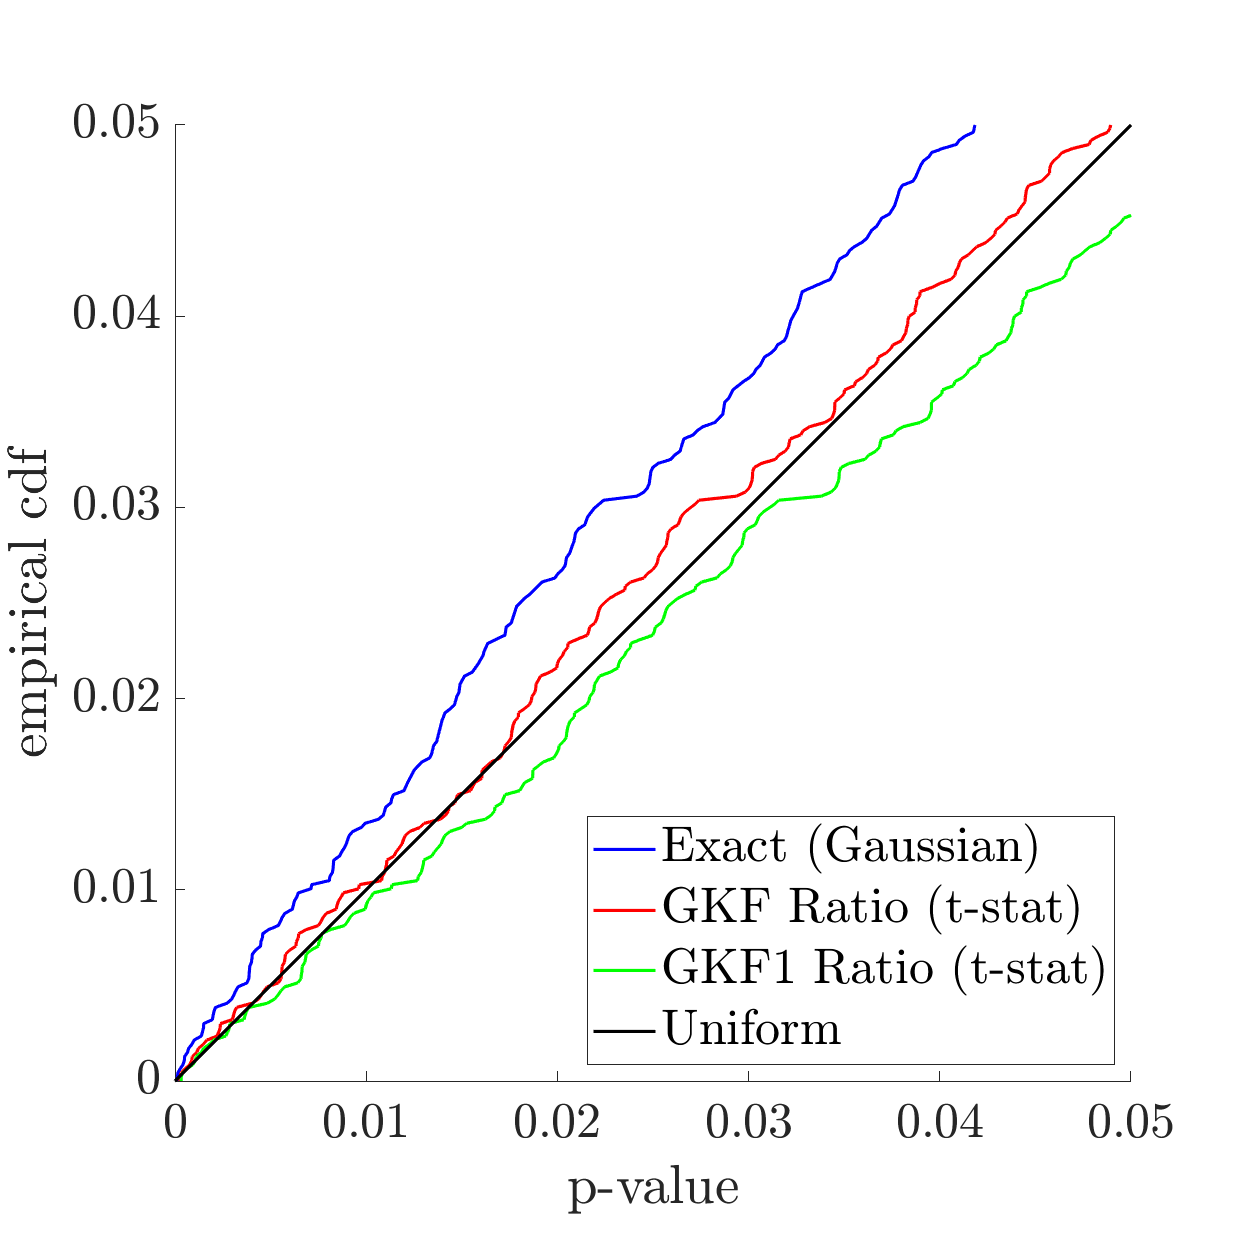 0.05
0.04
0.03
0.02
0.01
0
empirical cdf
Exact (Gaussian)
GKF Ratio (t-stat)
GKF1 Ratio (t-stat)
Uniform
0 0.01 0.02 0.03 0.04 0.05
p-value